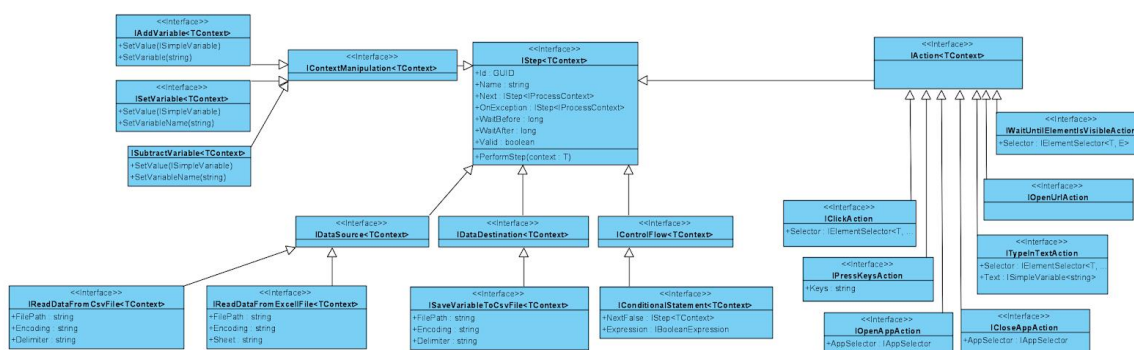 <<Interface>>
IAddVariable<TContext>
+SetValue(ISimpleVariable)
+SetVariable(string)
<<Interface>>
ISetVariable<TContext>
+SetValue(ISimpleVariable)
+SetVariableName(string)
<<Interface>>
ISubtractVariable<TContext>
+SetValue(ISimpleVariable)
+SetVariableName(string)
<<Interface>>
IContextManipulation<TContext>
<<Interface>>
IStep<TContext>
+Id : GUID
+Name : string
+Next : IStep<IProcessContext>
+OnException : IStep<IProcessContext>
+WaitBefore : long
+WaitAfter : long
+Valid : boolean
+PerformStep(context : T)
<<Interface>>
IAction<TContext>
<<Interface>>
IWaitUntilElementIsVisibleAction
+Selector : IElementSelector<T, E>
<<Interface>>
IOpenUrlAction
<<Interface>>
IClickAction
+Selector : IElementSelector<T, ...
<<Interface>>
ITypeInTextAction
+Selector : IElementSelector<T, ...
+Text : ISimpleVariable<string>
<<Interface>>
IPressKeysAction
+Keys : string
<<Interface>>
IOpenAppAction
+AppSelector : IAppSelector
<<Interface>>
ICloseAppAction
+AppSelector : IAppSelector
<<Interface>>
IDataSource<TContext>
<<Interface>>
IDataDestination<TContext>
<<Interface>>
IControlFlow<TContext>
<<Interface>>
IReadDataFromCsvFile<TContext>
+FilePath : string
+Encoding : string
+Delimiter : string
<<Interface>>
IReadDataFromExcellFile<TContext>
+FilePath : string
+Encoding : string
+Sheet : string
<<Interface>>
ISaveVariableToCsvFile<TContext>
+FilePath : string
+Encoding : string
+Delimiter : string
<<Interface>>
IConditionalStatement<TContext>
+NextFalse : IStep<TContext>
+Expression : IBooleanExpression